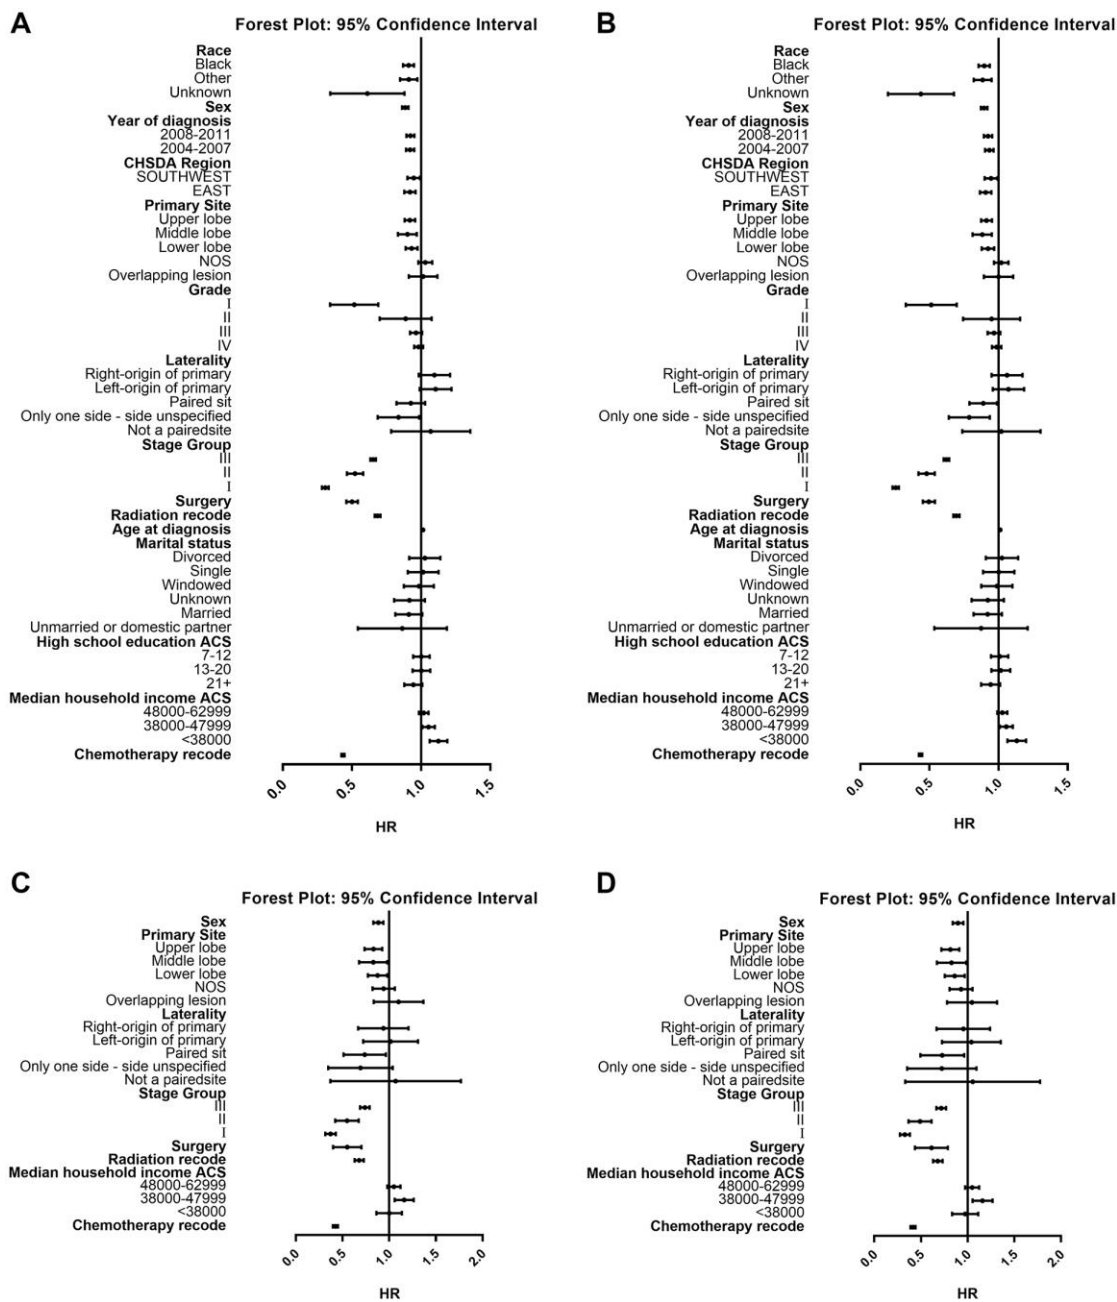 A
Forest Plot: 95% Confidence Interval
Race
Black
Other
Unknown
Sex
Year of diagnosis
2008-2011
2004-2007
CHSDA Region
SOUTHWEST
EAST
Primary Site
Upper lobe
Middle lobe
Lower lobe
NOS
Overlapping lesion
Grade
I
II
III
IV
Laterality
Right-origin of primary
Left-origin of primary
Paired sit
Only one side - side unspecified
Not a pairedsite
Stage Group
III
II
I
Surgery
Radiation recode
Age at diagnosis
Marital status
Divorced
Single
Windowed
Unknown
Married
Unmarried or domestic partner
High school education ACS
7-12
13-20
21+
Median household income ACS
48000-62999
38000-47999
<38000
Chemotherapy recode
0.0 0.5 1.0 1.5
HR
B
Forest Plot: 95% Confidence Interval
Race
Black
Other
Unknown
Sex
Year of diagnosis
2008-2011
2004-2007
CHSDA Region
SOUTHWEST
EAST
Primary Site
Upper lobe
Middle lobe
Lower lobe
NOS
Overlapping lesion
Grade
I
II
III
IV
Laterality
Right-origin of primary
Left-origin of primary
Paired sit
Only one side - side unspecified
Not a pairedsite
Stage Group
III
II
I
Surgery
Radiation recode
Age at diagnosis
Marital status
Divorced
Single
Windowed
Unknown
Married
Unmarried or domestic partner
High school education ACS
7-12
13-20
21+
Median household income ACS
48000-62999
38000-47999
<38000
Chemotherapy recode
0.0 0.5 1.0 1.5
HR
C
Forest Plot: 95% Confidence Interval
Sex
Primary Site
Upper lobe
Middle lobe
Lower lobe
NOS
Overlapping lesion
Laterality
Right-origin of primary
Left-origin of primary
Paired sit
Only one side - side unspecified
Not a pairedsite
Stage Group
III
II
I
Surgery
Radiation recode
Median household income ACS
48000-62999
38000-47999
<38000
Chemotherapy recode
0.0 0.5 1.0 1.5 2.0
HR
D
Forest Plot: 95% Confidence Interval
Sex
Primary Site
Upper lobe
Middle lobe
Lower lobe
NOS
Overlapping lesion
Laterality
Right-origin of primary
Left-origin of primary
Paired sit
Only one side - side unspecified
Not a pairedsite
Stage Group
III
II
I
Surgery
Radiation recode
Median household income ACS
48000-62999
38000-47999
<38000
Chemotherapy recode
0.0 0.5 1.0 1.5 2.0
HR